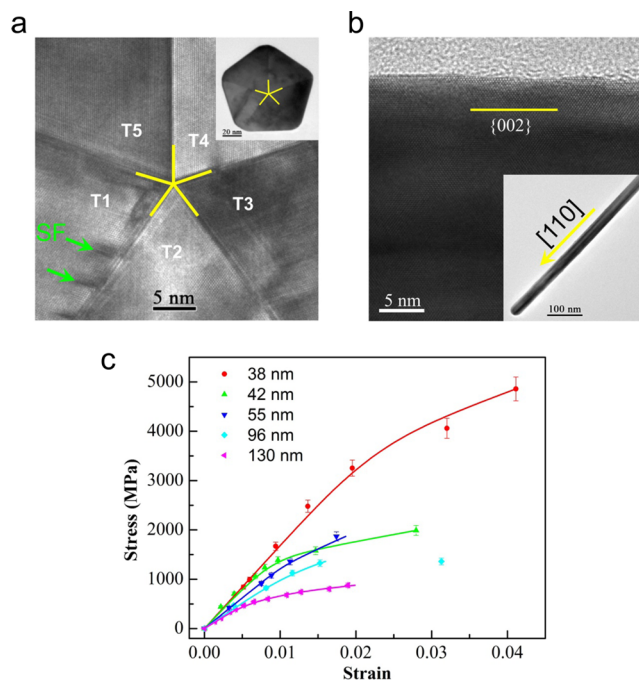 a
T5
T4
T1
T3
T2
SF
5 nm
20 nm
b
{002}
[110]
5 nm
100 nm
c
38 nm
42 nm
55 nm
96 nm
130 nm
Stress (MPa)
5000
4000
3000
2000
1000
0
0.00
0.01
0.02
0.03
0.04
Strain